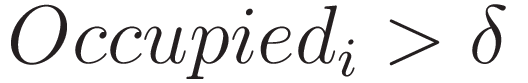 Occupied_i > δ